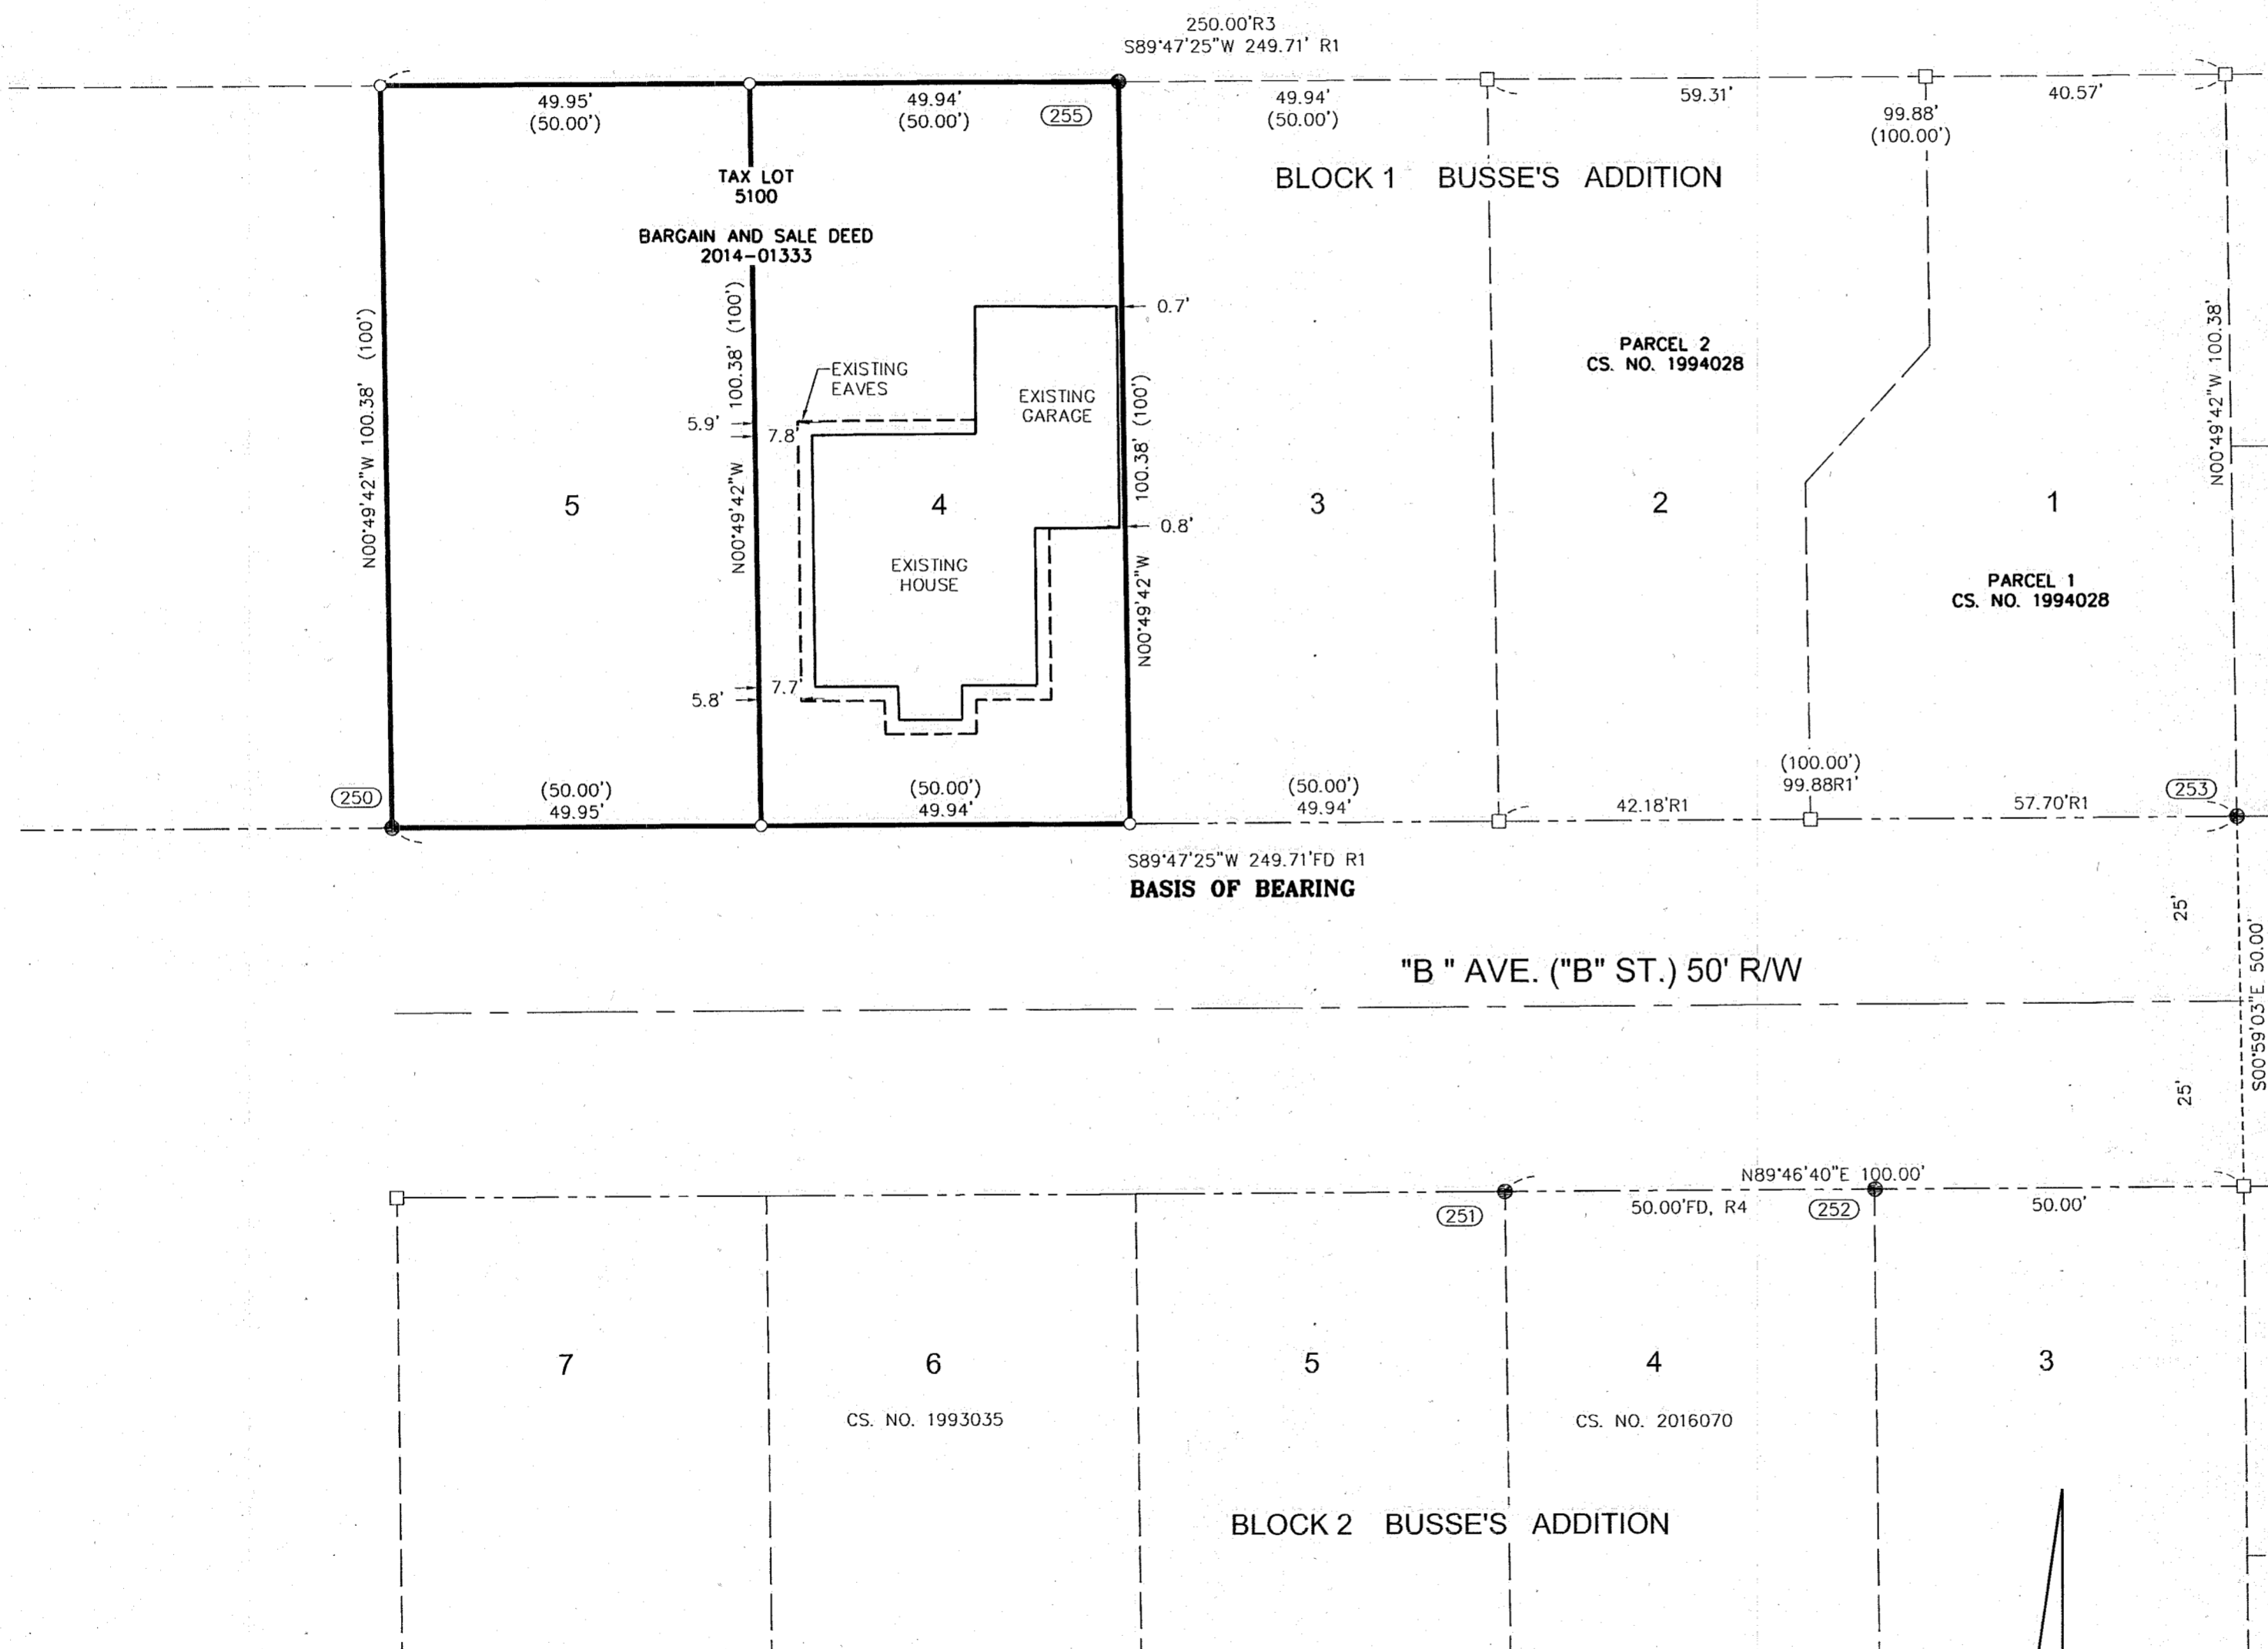 250.00'R3
S89°47'25"W 249.71' R1
49.95'
(50.00')
49.94'
(50.00')
255
49.94'
(50.00')
59.31'
99.88'
(100.00')
40.57'
TAX LOT
5100
BARGAIN AND SALE DEED
2014-01333
BLOCK 1 BUSSE'S ADDITION
N00°49'42"W 100.38' (100')
N00°49'42"W 100.38' (100')
EXISTING
EAVES
5.9'
7.8'
EXISTING
GARAGE
0.7'
0.8'
N00°49'42"W 100.38' (100')
PARCEL 2
CS. NO. 1994028
N00°49'42"W 100.38'
5
4
3
2
1
EXISTING
HOUSE
PARCEL 1
CS. NO. 1994028
7.7'
5.8'
250
(50.00')
49.95'
(50.00')
49.94'
(50.00')
49.94'
42.18'R1
(100.00')
99.88R1'
57.70'R1
253
S89°47'25"W 249.71'FD R1
BASIS OF BEARING
25'
"B " AVE. ("B" ST.) 50' R/W
S00°59'03"E 50.00'
25'
N89°46'40"E 100.00'
251
50.00'FD, R4
252
50.00'
7
6
5
4
3
CS. NO. 1993035
CS. NO. 2016070
BLOCK 2 BUSSE'S ADDITION